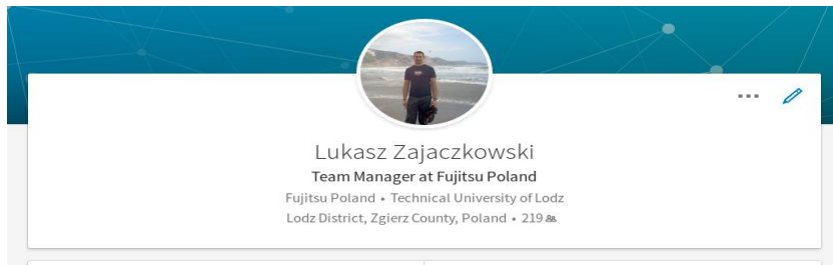 Lukasz Zajaczkowski
Team Manager at Fujitsu Poland
Fujitsu Poland • Technical University of Lodz
Lodz District, Zgierz County, Poland • 219